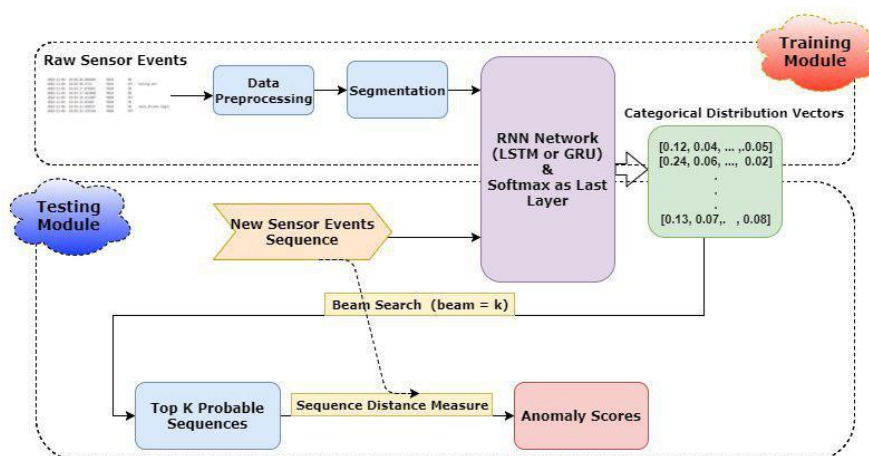 Raw Sensor Events
Training
Module
Data
Preprocessing
Segmentation
RNN Network
(LSTM or GRU)
&
Softmax as Last
Layer
Categorical Distribution Vectors
[0.12, 0.04, ... ,.0.05]
[0.24, 0.06, ..., 0.02]
.
.
.
[0.13, 0.07,. , 0.08]
Testing
Module
New Sensor Events
Sequence
Beam Search (beam = k)
Top K Probable
Sequences
Sequence Distance Measure
Anomaly Scores